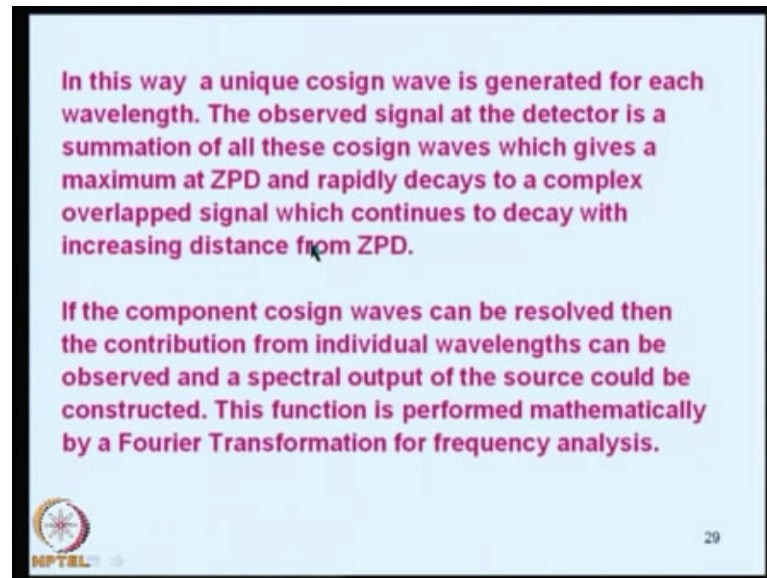 In this way a unique cosign wave is generated for each
wavelength. The observed signal at the detector is a
summation of all these cosign waves which gives a
maximum at ZPD and rapidly decays to a complex
overlapped signal which continues to decay with
increasing distance from ZPD.
If the component cosign waves can be resolved then
the contribution from individual wavelengths can be
observed and a spectral output of the source could be
constructed. This function is performed mathematically
by a Fourier Transformation for frequency analysis.
29
NPTEL